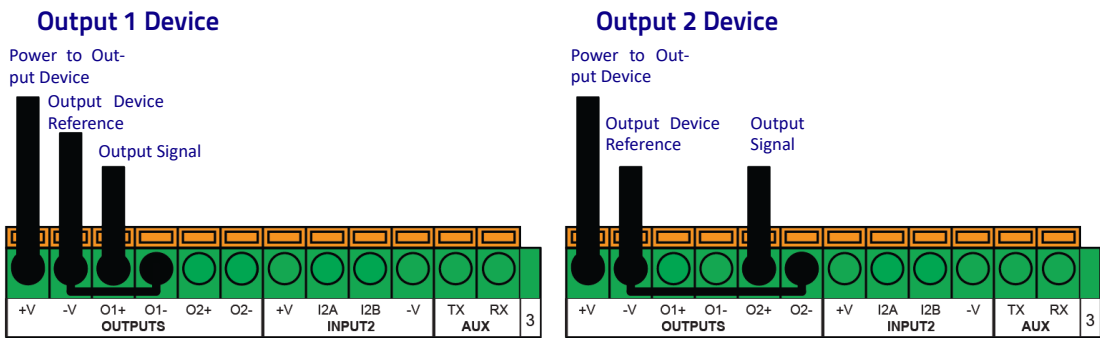 Output 1 Device
Power to Out-
put Device
Output Device
Reference
Output Signal
+V -V O1+ O1- O2+ O2- +V I2A I2B -V TX RX 3
OUTPUTS INPUT2 AUX
Output 2 Device
Power to Out-
put Device
Output Device
Reference
Output
Signal
+V -V O1+ O1- O2+ O2- +V I2A I2B -V TX RX 3
OUTPUTS INPUT2 AUX